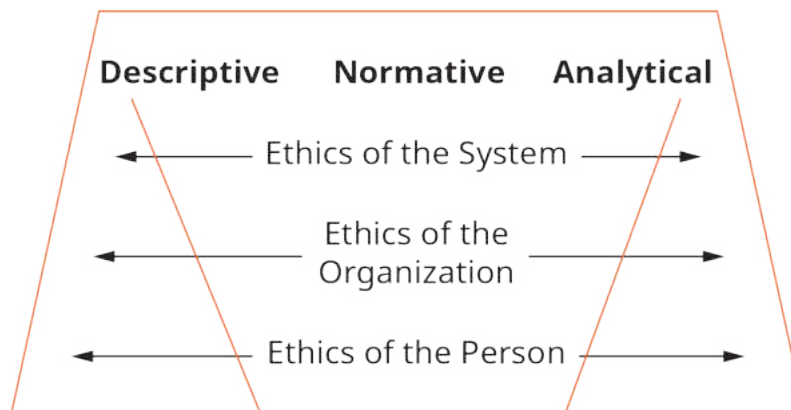 Descriptive Normative Analytical
Ethics of the System
Ethics of the
Organization
Ethics of the Person